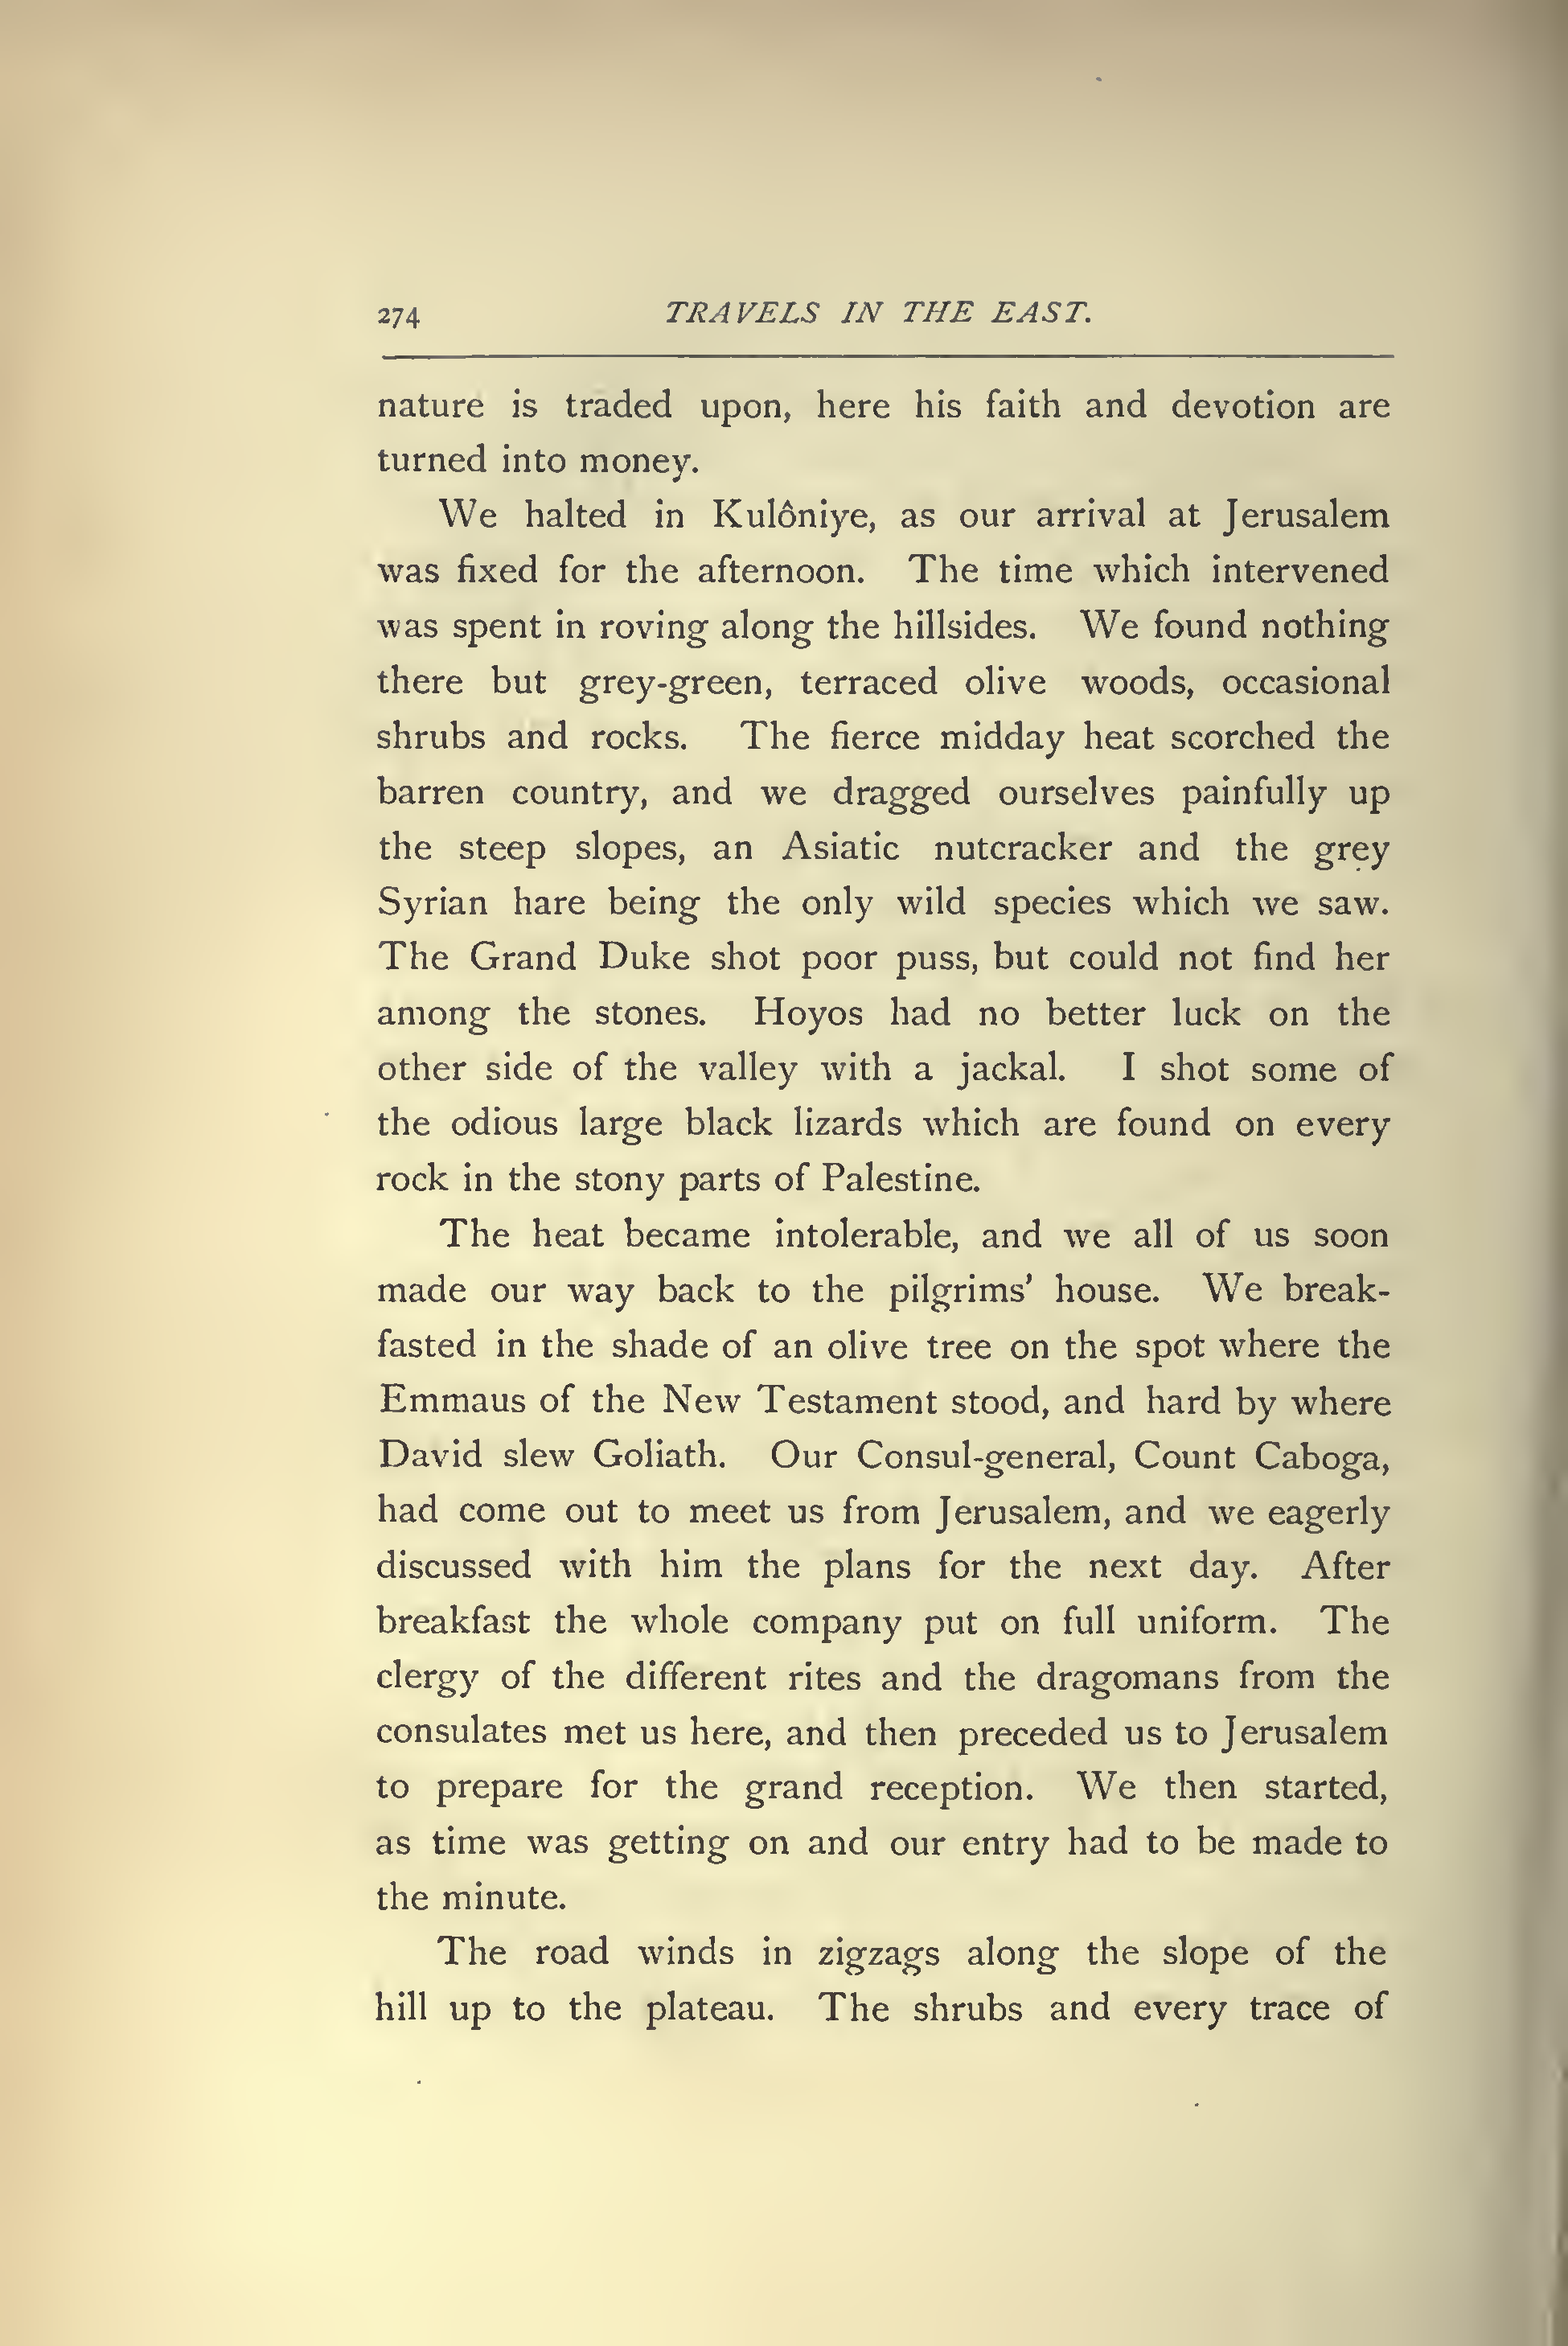 274 TRAVELS IN THE EAST.
nature is traded upon, here his faith and devotion are
turned into money.
We halted in Kulôniye, as our arrival at Jerusalem
was fixed for the afternoon. The time which intervened
was spent in roving along the hillsides. We found nothing
there but grey-green, terraced olive woods, occasional
shrubs and rocks. The fierce midday heat scorched the
barren country, and we dragged ourselves painfully up
the steep slopes, an Asiatic nutcracker and the grey
Syrian hare being the only wild species which we saw.
The Grand Duke shot poor puss, but could not find her
among the stones. Hoyos had no better luck on the
other side of the valley with a jackal. I shot some of
the odious large black lizards which are found on every
rock in the stony parts of Palestine.
The heat became intolerable, and we all of us soon
made our way back to the pilgrims' house. We break-
fasted in the shade of an olive tree on the spot where the
Emmaus of the New Testament stood, and hard by where
David slew Goliath. Our Consul-general, Count Caboga,
had come out to meet us from Jerusalem, and we eagerly
discussed with him the plans for the next day. After
breakfast the whole company put on full uniform. The
clergy of the different rites and the dragomans from the
consulates met us here, and then preceded us to Jerusalem
to prepare for the grand reception. We then started,
as time was getting on and our entry had to be made to
the minute.
The road winds in zigzags along the slope of the
hill up to the plateau. The shrubs and every trace of